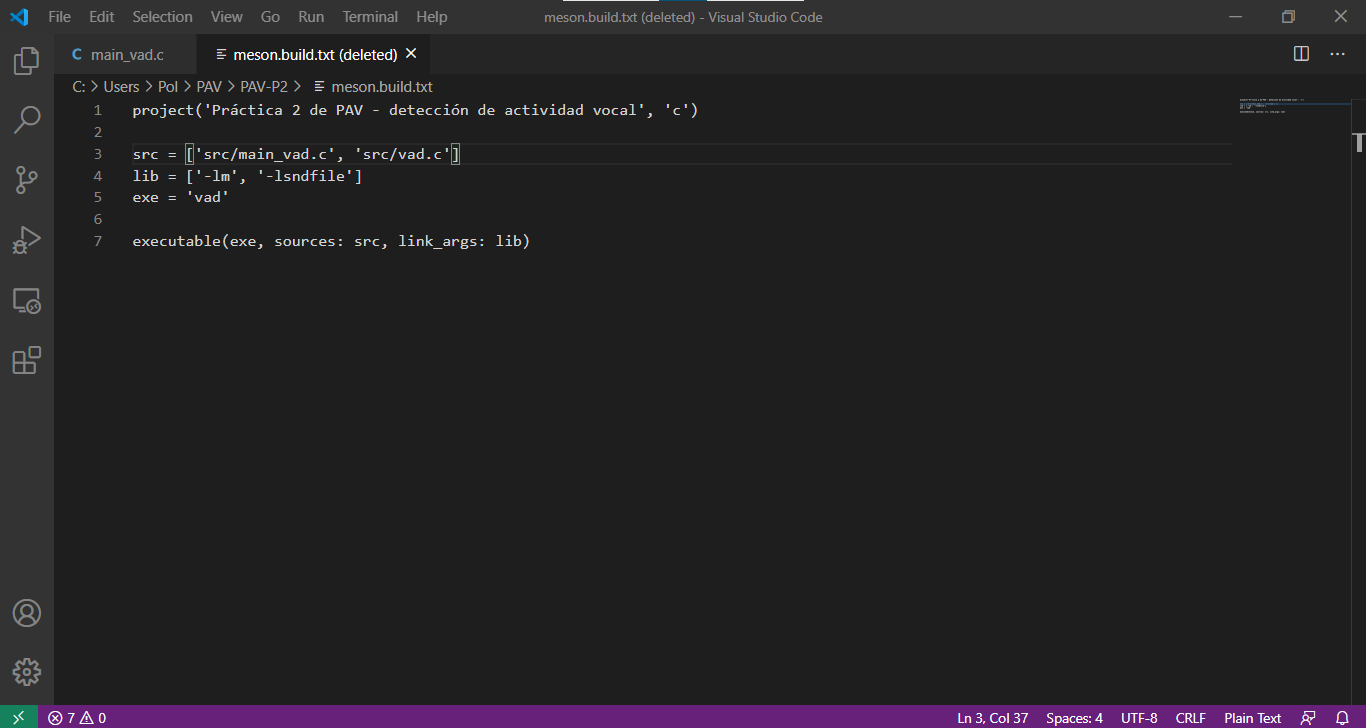 File Edit Selection View Go Run Terminal Help meson.build.txt (deleted) - Visual Studio Code
C main_vad.c meson.build.txt (deleted)
C: > Users > Pol > PAV > PAV-P2 > meson.build.txt
1 project('Práctica 2 de PAV - detección de actividad vocal', 'c')
2
3 src = ['src/main_vad.c', 'src/vad.c']
4 lib = ['-lm', '-lsndfile']
5 exe = 'vad'
6
7 executable(exe, sources: src, link_args: lib)
7 0 Ln 3, Col 37 Spaces: 4 UTF-8 CRLF Plain Text